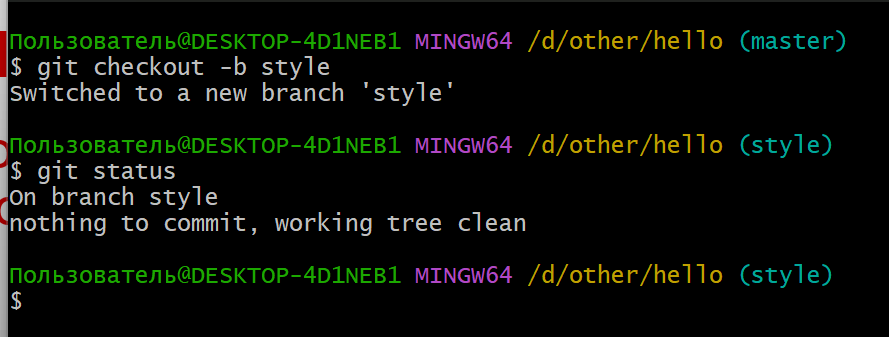 Пользователь@DESKTOP-4D1NEB1 MINGW64 /d/other/hello (master)
$ git checkout -b style
Switched to a new branch 'style'
Пользователь@DESKTOP-4D1NEB1 MINGW64 /d/other/hello (style)
$ git status
On branch style
nothing to commit, working tree clean
Пользователь@DESKTOP-4D1NEB1 MINGW64 /d/other/hello (style)
$